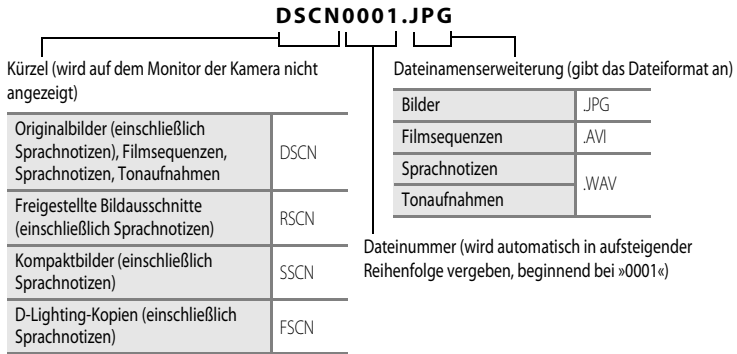 DSCN0001.JPG
Kürzel (wird auf dem Monitor der Kamera nicht
angezeigt)
Originalbilder (einschließlich
Sprachnotizen), Filmsequenzen,
Sprachnotizen, Tonaufnahmen
DSCN
Freigestellte Bildausschnitte
(einschließlich Sprachnotizen)
RSCN
Kompaktbilder (einschließlich
Sprachnotizen)
SSCN
D-Lighting-Kopien (einschließlich
Sprachnotizen)
FSCN
Dateinamenserweiterung (gibt das Dateiformat an)
Bilder
.JPG
Filmsequenzen
.AVI
Sprachnotizen
.WAV
Tonaufnahmen
Dateinummer (wird automatisch in aufsteigender
Reihenfolge vergeben, beginnend bei »0001«)